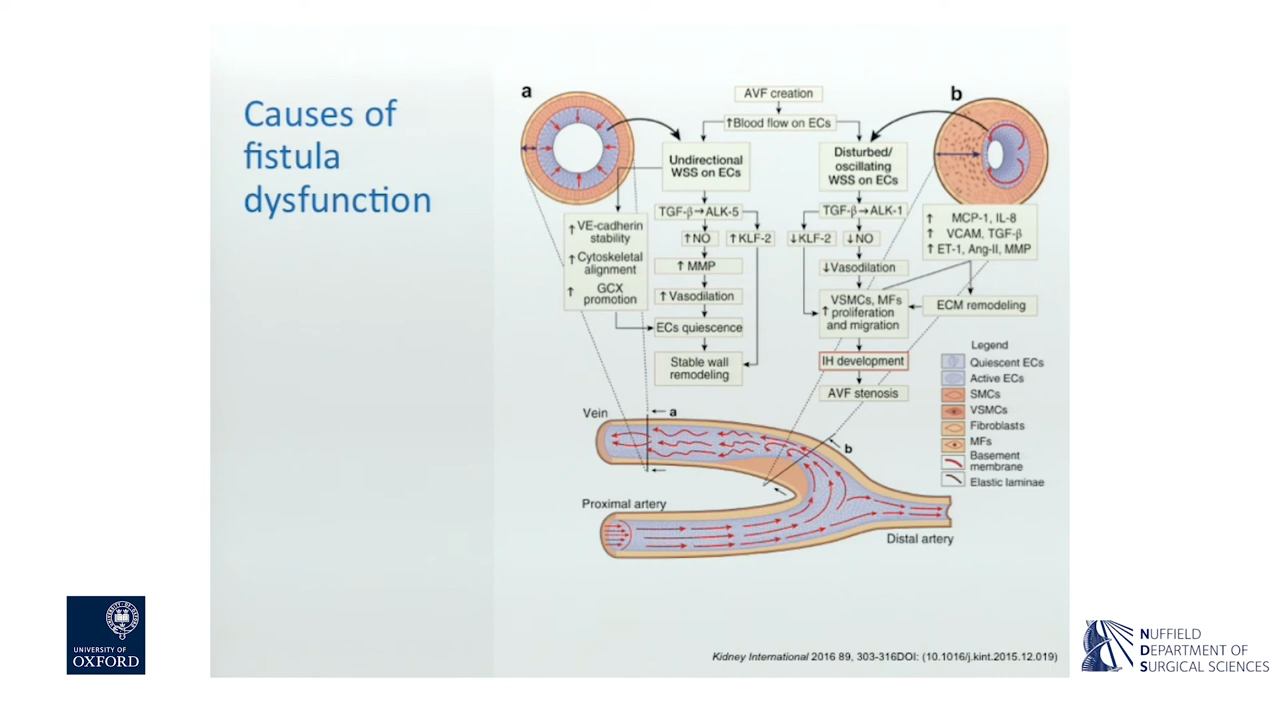 Causes of
fistula
dysfunction
a
b
AVF creation
↑Blood flow on ECs
Undirectional
WSS on ECs
Disturbed/
oscillating
WSS on ECs
TGF-β→ALK-5
TGF-β→ALK-1
↑VE-cadherin
stability
↑Cytoskeletal
alignment
↑ GCX
promotion
↑NO
↑KLF-2
↓KLF-2
↓NO
↑ MCP-1, IL-8
↑ VCAM, TGF-β
↑ ET-1, Ang-II, MMP
↑ MMP
↓Vasodilation
↑Vasodilation
VSMCs, MFs
↑ proliferation
and migration
ECM remodeling
ECs quiescence
Stable wall
remodeling
IH development
AVF stenosis
Legend
Quiescent ECs
Active ECs
SMCs
VSMCs
Fibroblasts
MFs
Basement
membrane
Elastic laminae
Vein
a
b
Proximal artery
Distal artery
Kidney International 2016 89, 303-316DOI: (10.1016/j.kint.2015.12.019)
UNIVERSITY OF
OXFORD
NUFFIELD
DEPARTMENT OF
SURGICAL SCIENCES